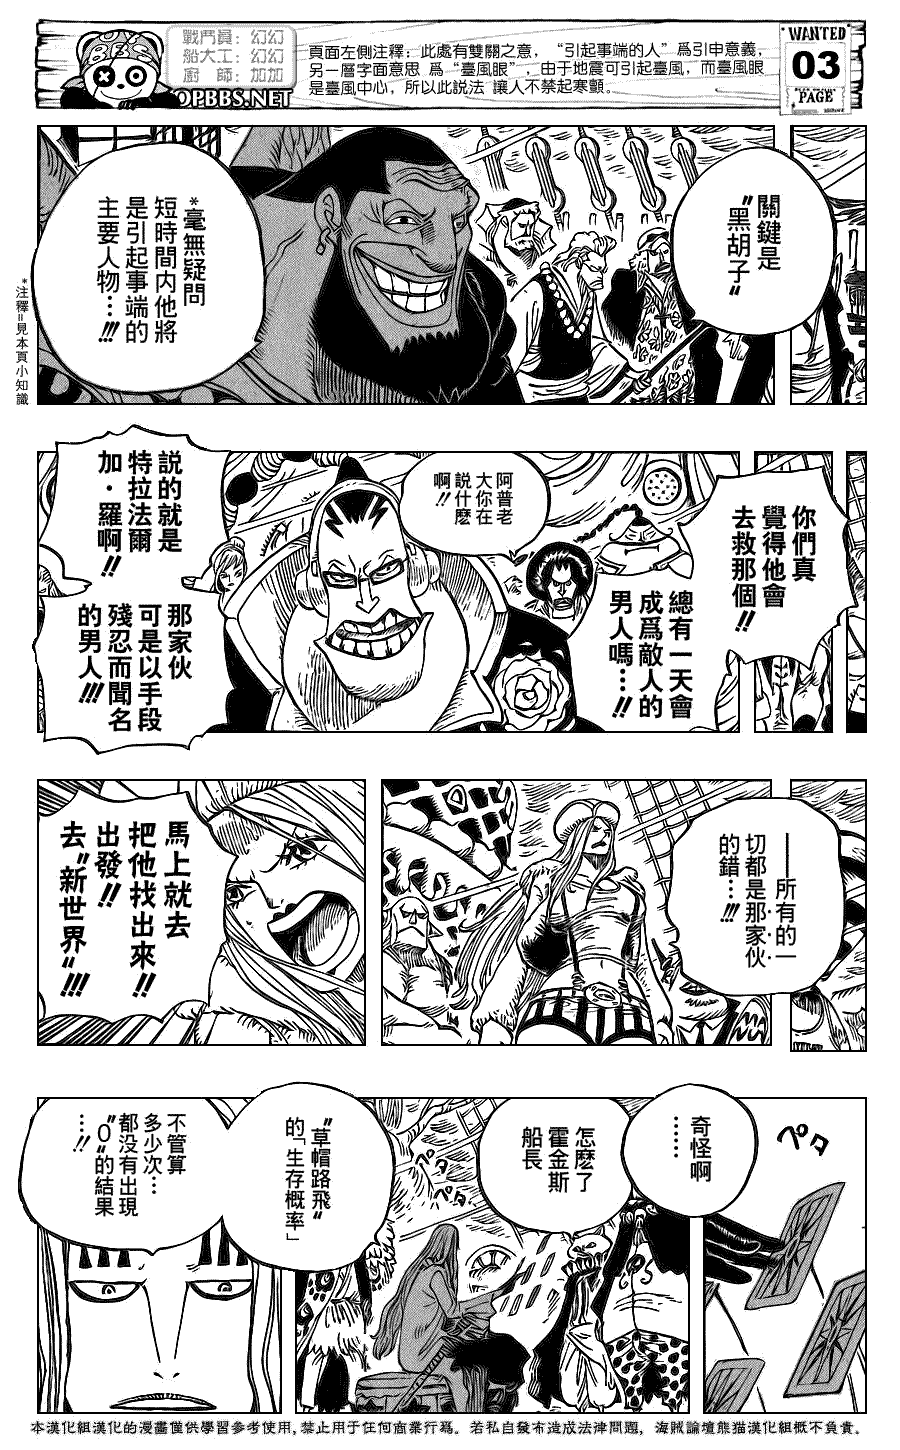 戰鬥員：幻幻
船大工：幻幻
廚　師：加加
OPBBS.NET
頁面左側注釋；此處有雙關之意，“引起事端的人”爲引申意義，
另一層字面意思 爲“臺風眼”，由于地震可引起臺風，而臺風眼
是臺風中心，所以此説法 讓人不禁起寒顫。
WANTED
03
PAGE
關鍵是
“黑胡子”
*毫無疑問
短時間内他將
是引起事端的
主要人物…!!!
*注釋=見本頁小知識
你們真
覺得他會
去救那個!!
總有一天會
成爲敵人的
男人嗎…!!
阿普老
大你在
説什麽
啊!!
説的就是
特拉法爾
加・羅啊!!
那家伙
可是以手段
殘忍而聞名
的男人!!!
——所有的一
切都是那家伙
的錯…!!!
馬上就去
把他找出來!!
出發!!
去“新世界”!!!
ペラ
奇怪啊
……
怎麽了
霍金斯
船長
ペラ
“草帽路飛”
的「生存概率」
不管算
多少次…
都没有出現
“0”的結果
…!!
本漢化組漢化的漫畫僅供學習參考使用,禁止用于任何商業行爲。若私自發布造成法律問題，海賊論壇熊猫漢化組概不負責。